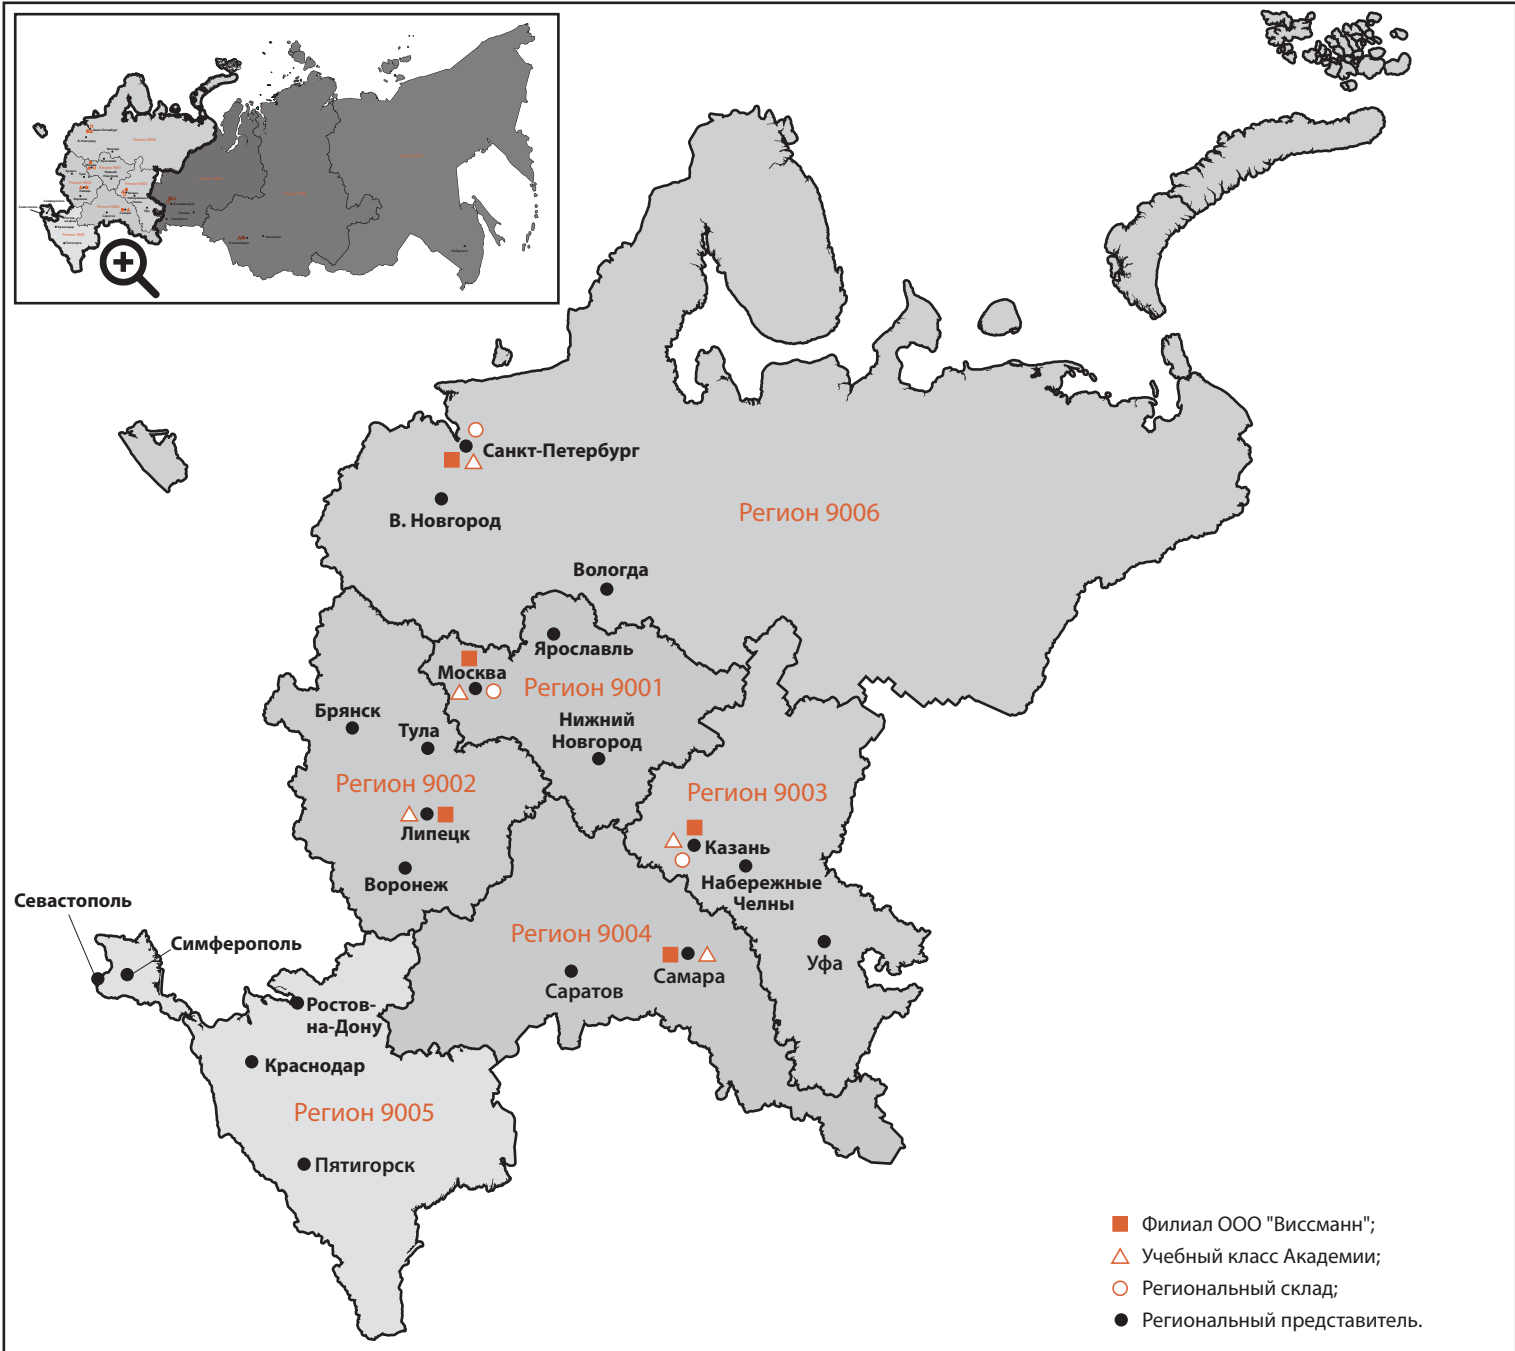 Санкт-Петербург
В. Новгород
Регион 9006
Вологда
Ярославль
Москва
Регион 9001
Брянск
Тула
Нижний
Новгород
Регион 9002
Регион 9003
Липецк
Казань
Воронеж
Набережные
Челны
Севастополь
Симферополь
Регион 9004
Уфа
Самара
Саратов
Ростов-
на-Дону
Краснодар
Регион 9005
Пятигорск
Филиал ООО "Виссманн";
Учебный класс Академии;
Региональный склад;
Региональный представитель.